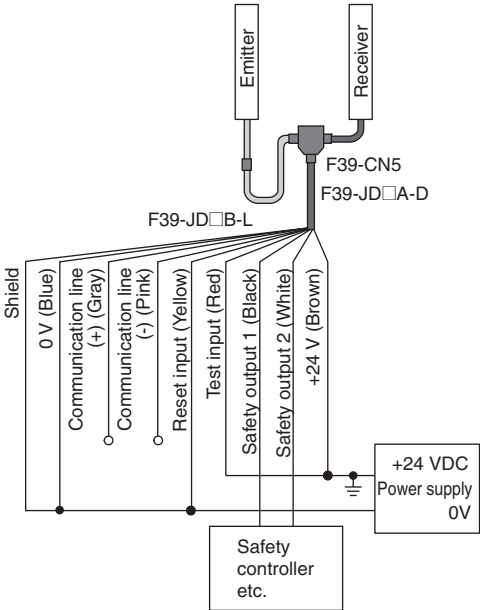 Emitter
Receiver
F39-CN5
F39-JD□A-D
F39-JD□B-L
Shield
0 V (Blue)
Communication line
(+) (Gray)
Communication line
(-) (Pink)
Reset input (Yellow)
Test input (Red)
Safety output 1 (Black)
Safety output 2 (White)
+24 V (Brown)
+24 VDC
Power supply
0V
Safety
controller
etc.